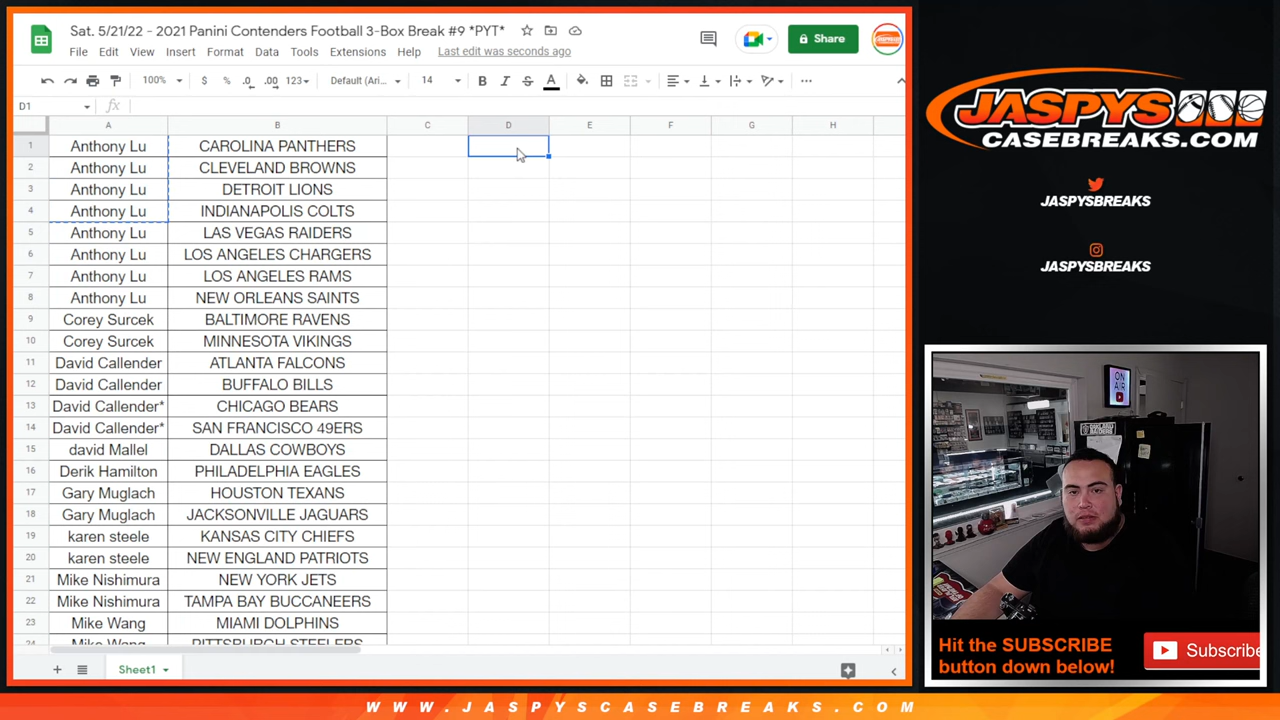 Sat. 5/21/22 - 2021 Panini Contenders Football 3-Box Break #9 *PYT*
Share
File Edit View Insert Format Data Tools Extensions Help Last edit was seconds ago
100% $ % .0 .00 123 Default (Ari... 14 B I S A
D1 fx
A B C D E F G H
1 Anthony Lu CAROLINA PANTHERS
2 Anthony Lu CLEVELAND BROWNS
3 Anthony Lu DETROIT LIONS
4 Anthony Lu INDIANAPOLIS COLTS
5 Anthony Lu LAS VEGAS RAIDERS
6 Anthony Lu LOS ANGELES CHARGERS
7 Anthony Lu LOS ANGELES RAMS
8 Anthony Lu NEW ORLEANS SAINTS
9 Corey Surcek BALTIMORE RAVENS
10 Corey Surcek MINNESOTA VIKINGS
11 David Callender ATLANTA FALCONS
12 David Callender BUFFALO BILLS
13 David Callender* CHICAGO BEARS
14 David Callender* SAN FRANCISCO 49ERS
15 david Mallel DALLAS COWBOYS
16 Derik Hamilton PHILADELPHIA EAGLES
17 Gary Muglach HOUSTON TEXANS
18 Gary Muglach JACKSONVILLE JAGUARS
19 karen steele KANSAS CITY CHIEFS
20 karen steele NEW ENGLAND PATRIOTS
21 Mike Nishimura NEW YORK JETS
22 Mike Nishimura TAMPA BAY BUCCANEERS
23 Mike Wang MIAMI DOLPHINS
24 Mike Wang PITTSBURGH STEELERS
Sheet1
JASPYS
CASEBREAKS.COM
JASPYSBREAKS
JASPYSBREAKS
ON
AIR
Hit the SUBSCRIBE
button down below!
Subscribe
WWW.JASPYSCASEBREAKS.COM